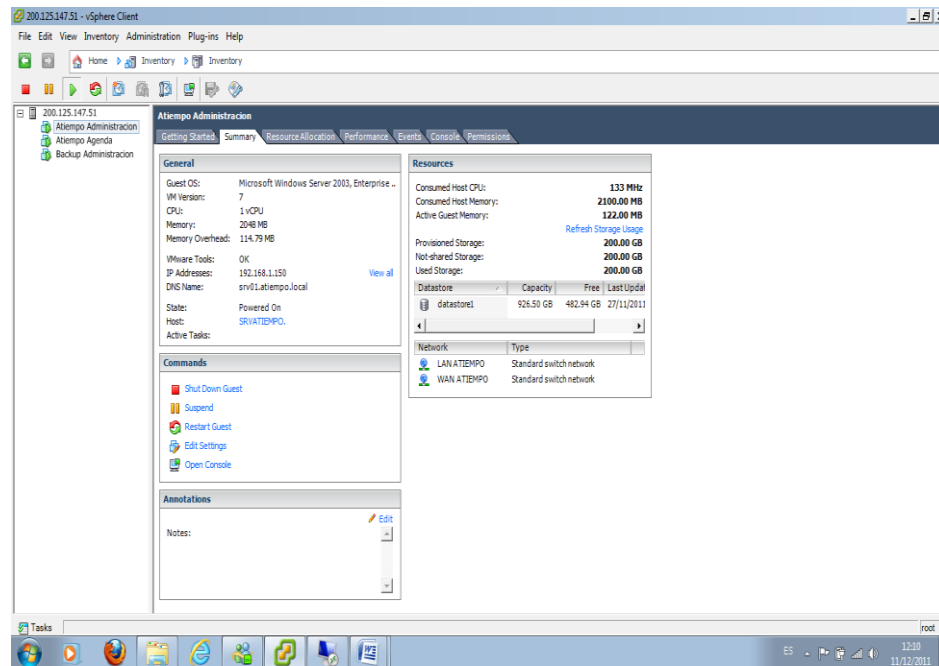 200.125.147.51 - vSphere Client
File Edit View Inventory Administration Plug-ins Help
Home Inventory Inventory
200.125.147.51
Atiempo Administracion
Atiempo Agenda
Backup Administracion
Atiempo Administracion
Getting Started Summary Resource Allocation Performance Events Console Permissions
General
Guest OS: Microsoft Windows Server 2003, Enterprise ..
VM Version: 7
CPU: 1 vCPU
Memory: 2048 MB
Memory Overhead: 114.79 MB
VMware Tools: OK
IP Addresses: 192.168.1.150 View all
DNS Name: srv01.atiempo.local
State: Powered On
Host: SRVATIEMPO.
Active Tasks:
Commands
Shut Down Guest
Suspend
Restart Guest
Edit Settings
Open Console
Annotations
Edit
Notes:
Resources
Consumed Host CPU: 133 MHz
Consumed Host Memory: 2100.00 MB
Active Guest Memory: 122.00 MB
Refresh Storage Usage
Provisioned Storage: 200.00 GB
Not-shared Storage: 200.00 GB
Used Storage: 200.00 GB
Datastore Capacity Free Last Updat
datastore1 926.50 GB 482.94 GB 27/11/2011
Network Type
LAN ATIEMPO Standard switch network
WAN ATIEMPO Standard switch network
Tasks root
ES 12:10
11/12/2011